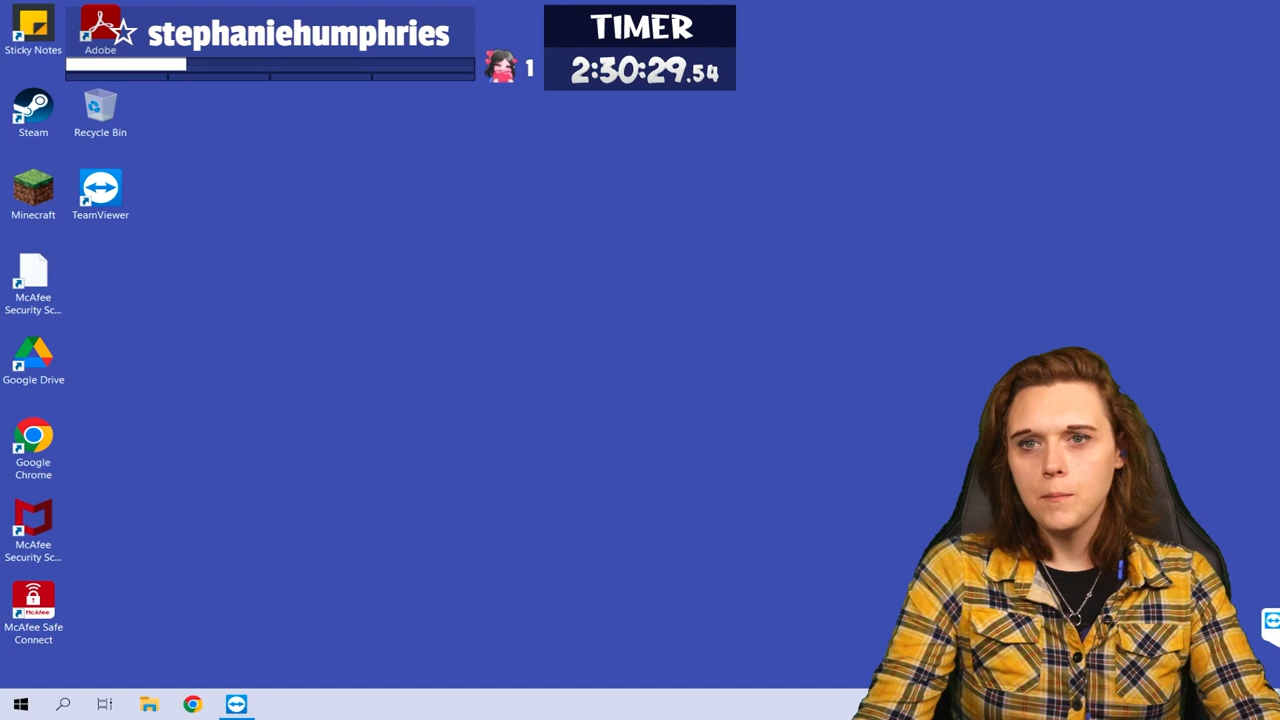 stephaniehumphries
1
TIMER
2:30:29.54
Sticky Notes
Adobe
Steam
Recycle Bin
Minecraft
TeamViewer
McAfee
Security Sc...
Google Drive
Google
Chrome
McAfee
Security Sc...
McAfee
McAfee Safe
Connect